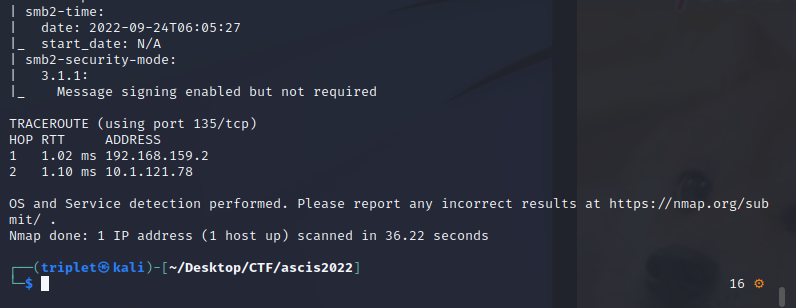 | smb2-time:
|   date: 2022-09-24T06:05:27
|_  start_date: N/A
| smb2-security-mode:
|   3.1.1:
|_    Message signing enabled but not required
TRACEROUTE (using port 135/tcp)
HOP RTT     ADDRESS
1   1.02 ms 192.168.159.2
2   1.10 ms 10.1.121.78
OS and Service detection performed. Please report any incorrect results at https://nmap.org/sub
mit/ .
Nmap done: 1 IP address (1 host up) scanned in 36.22 seconds
┌──(triplet㉿kali)-[~/Desktop/CTF/ascis2022]
└─$
16 ⚙